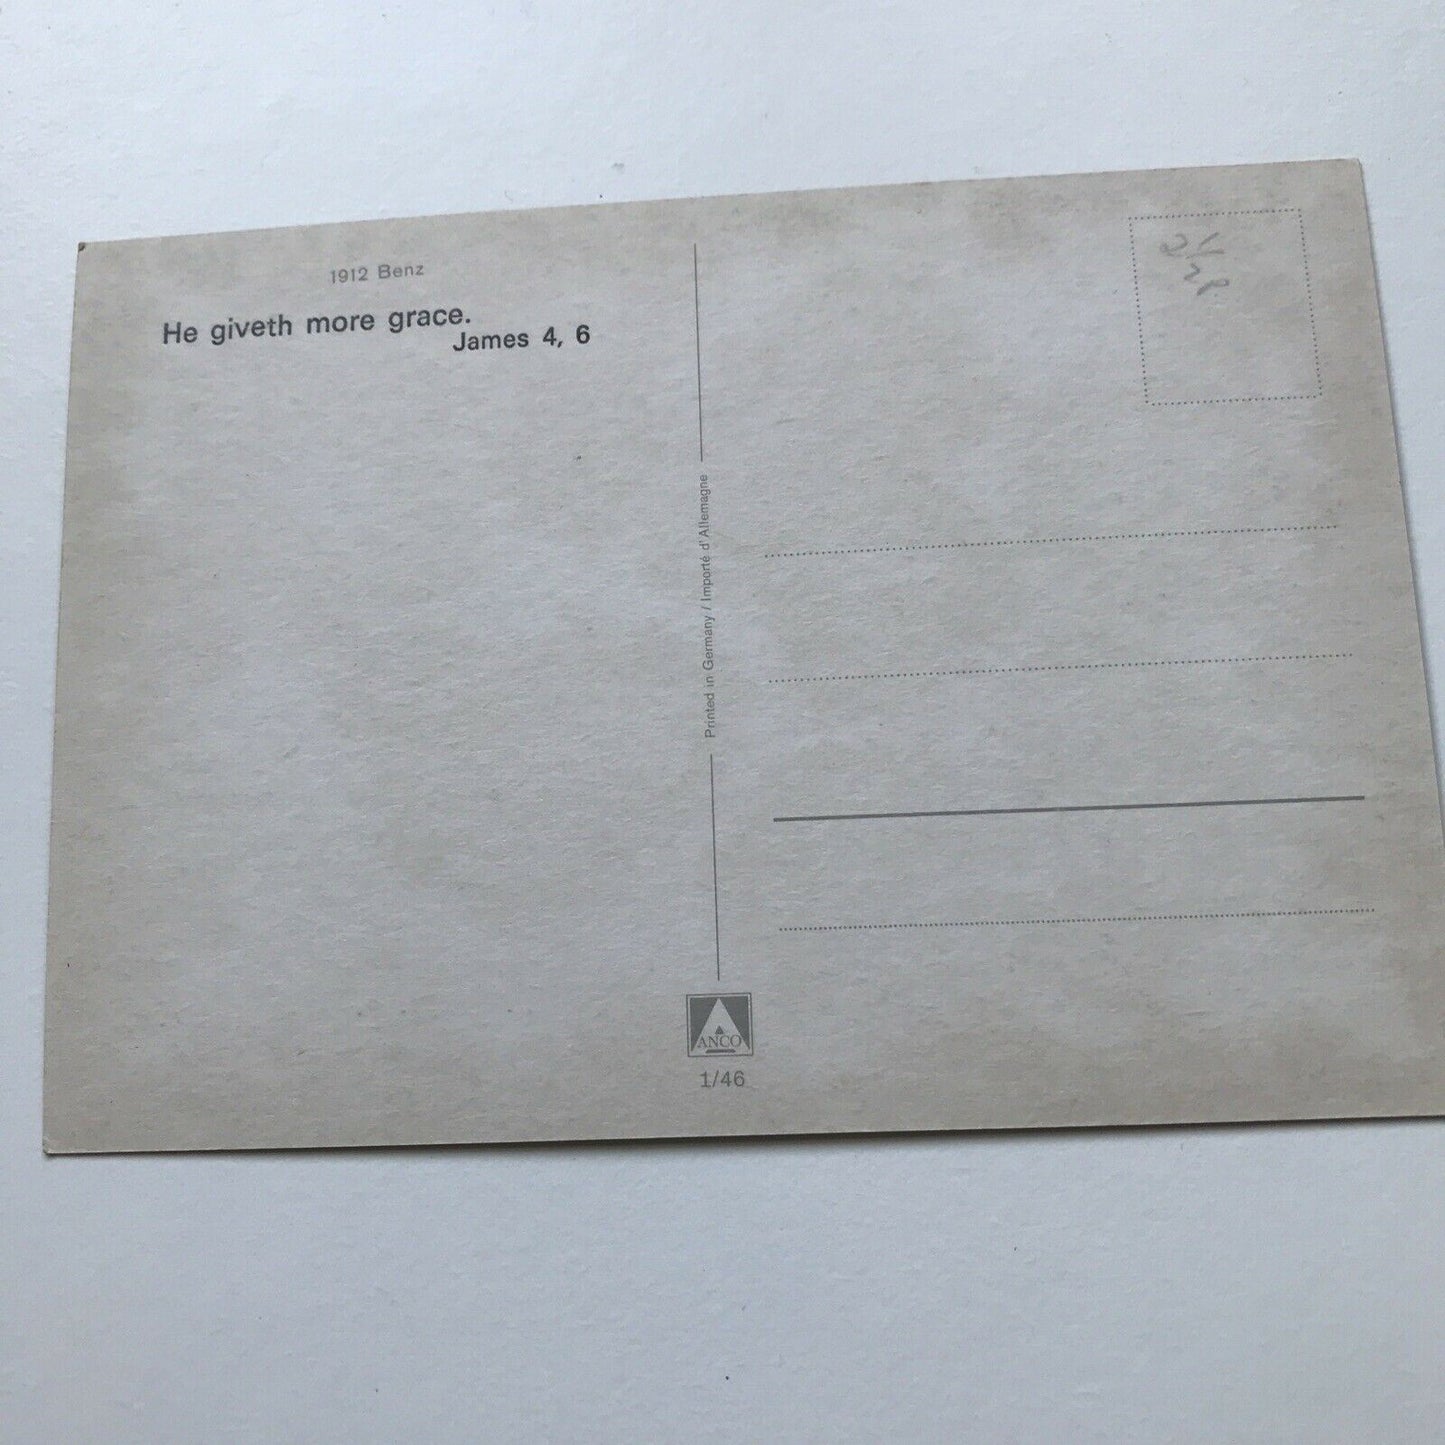 1912 Benz
He giveth more grace.
James 4, 6
Printed in Germany / Importé d'Allemagne
ANCO
1/46